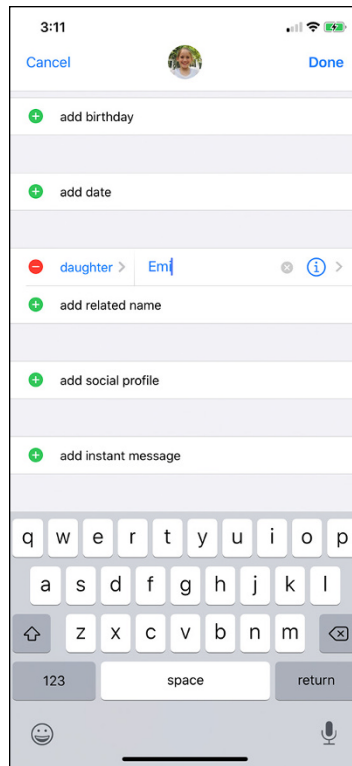 3:11
Cancel Done
add birthday
add date
daughter Emi
add related name
add social profile
add instant message
q w e r t y u i o p
a s d f g h j k l
z x c v b n m
123 space return